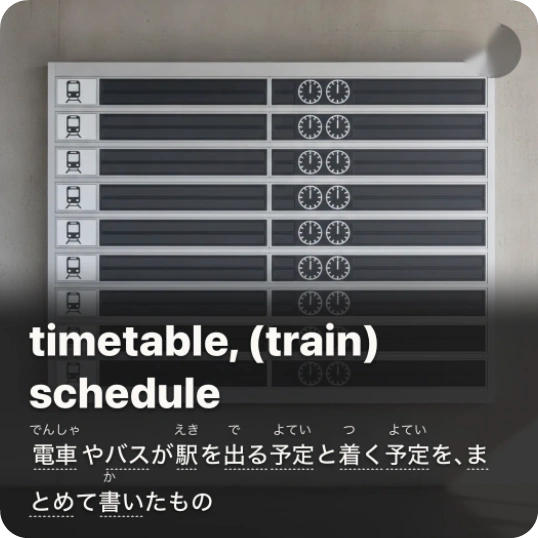 timetable, (train)
schedule
でんしゃ えき で よてい つ よてい
電車やバスが駅を出る予定と着く予定を、ま
か
とめて書いたもの